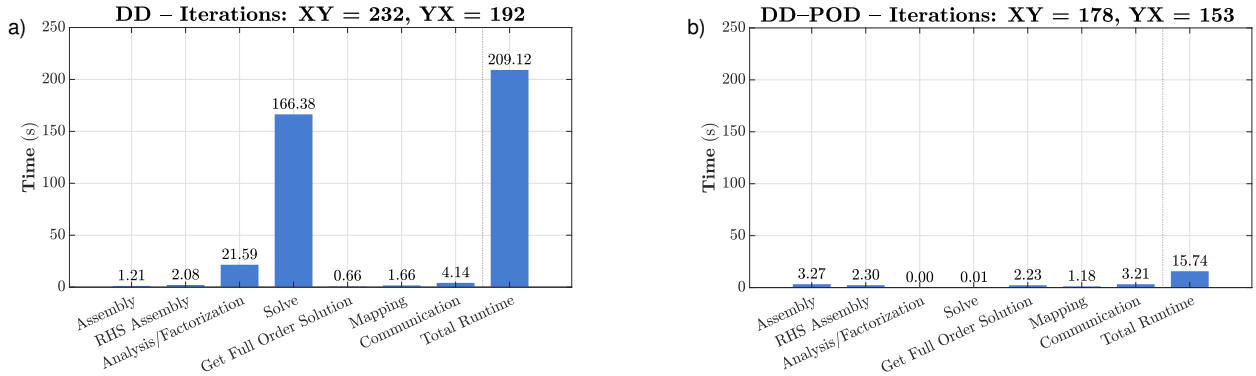 a)
DD – Iterations: XY = 232, YX = 192
Time (s)
250
200
150
100
50
0
1.21
2.08
21.59
166.38
0.66
1.66
4.14
209.12
Assembly
RHS Assembly
Analysis/Factorization
Solve
Get Full Order Solution
Mapping
Communication
Total Runtime
b)
DD–POD – Iterations: XY = 178, YX = 153
Time (s)
250
200
150
100
50
0
3.27
2.30
0.00
0.01
2.23
1.18
3.21
15.74
Assembly
RHS Assembly
Analysis/Factorization
Solve
Get Full Order Solution
Mapping
Communication
Total Runtime